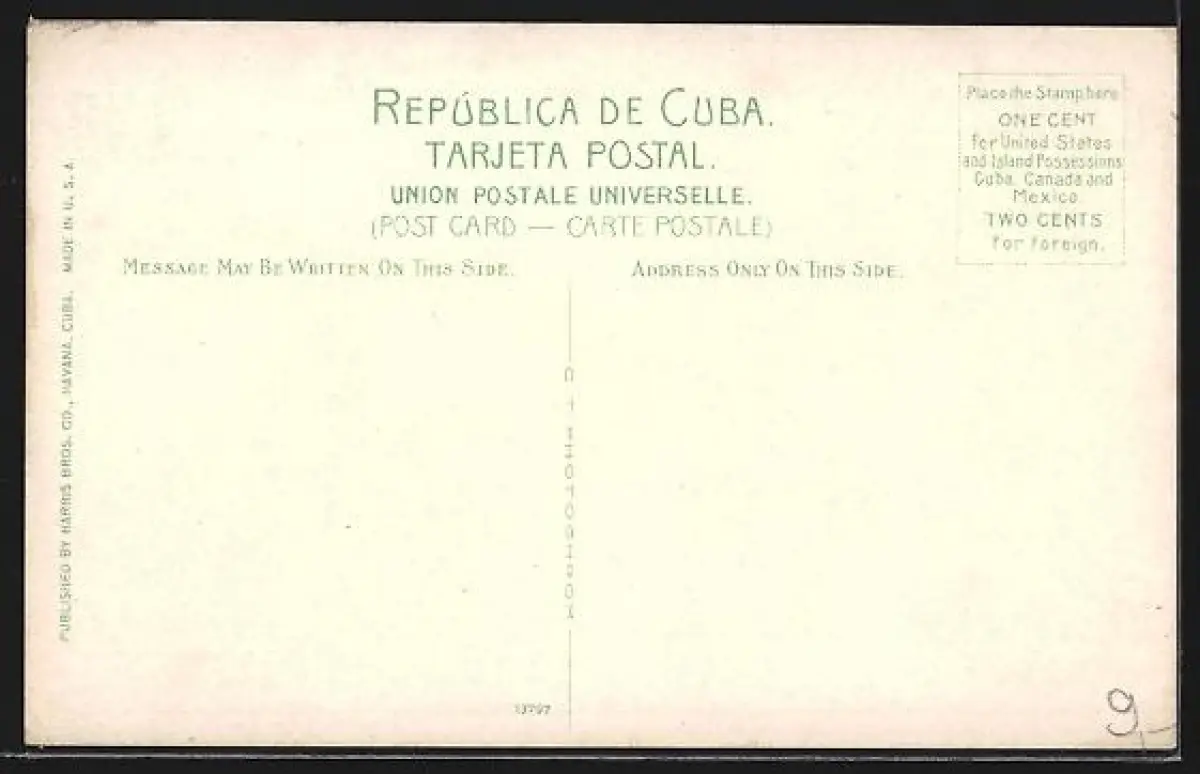 REPÚBLICA DE CUBA.
TARJETA POSTAL.
UNION POSTALE UNIVERSELLE.
(POST CARD — CARTE POSTALE)
MESSAGE MAY BE WRITTEN ON THIS SIDE.
ADDRESS ONLY ON THIS SIDE.
Place the Stamp here
ONE CENT
for United States
and Island Possessions
Cuba, Canada and
Mexico
TWO CENTS
for foreign.
PUBLISHED BY HARRIS BROS. CO., HAVANA, CUBA. MADE IN U. S. A.
13797
9,-